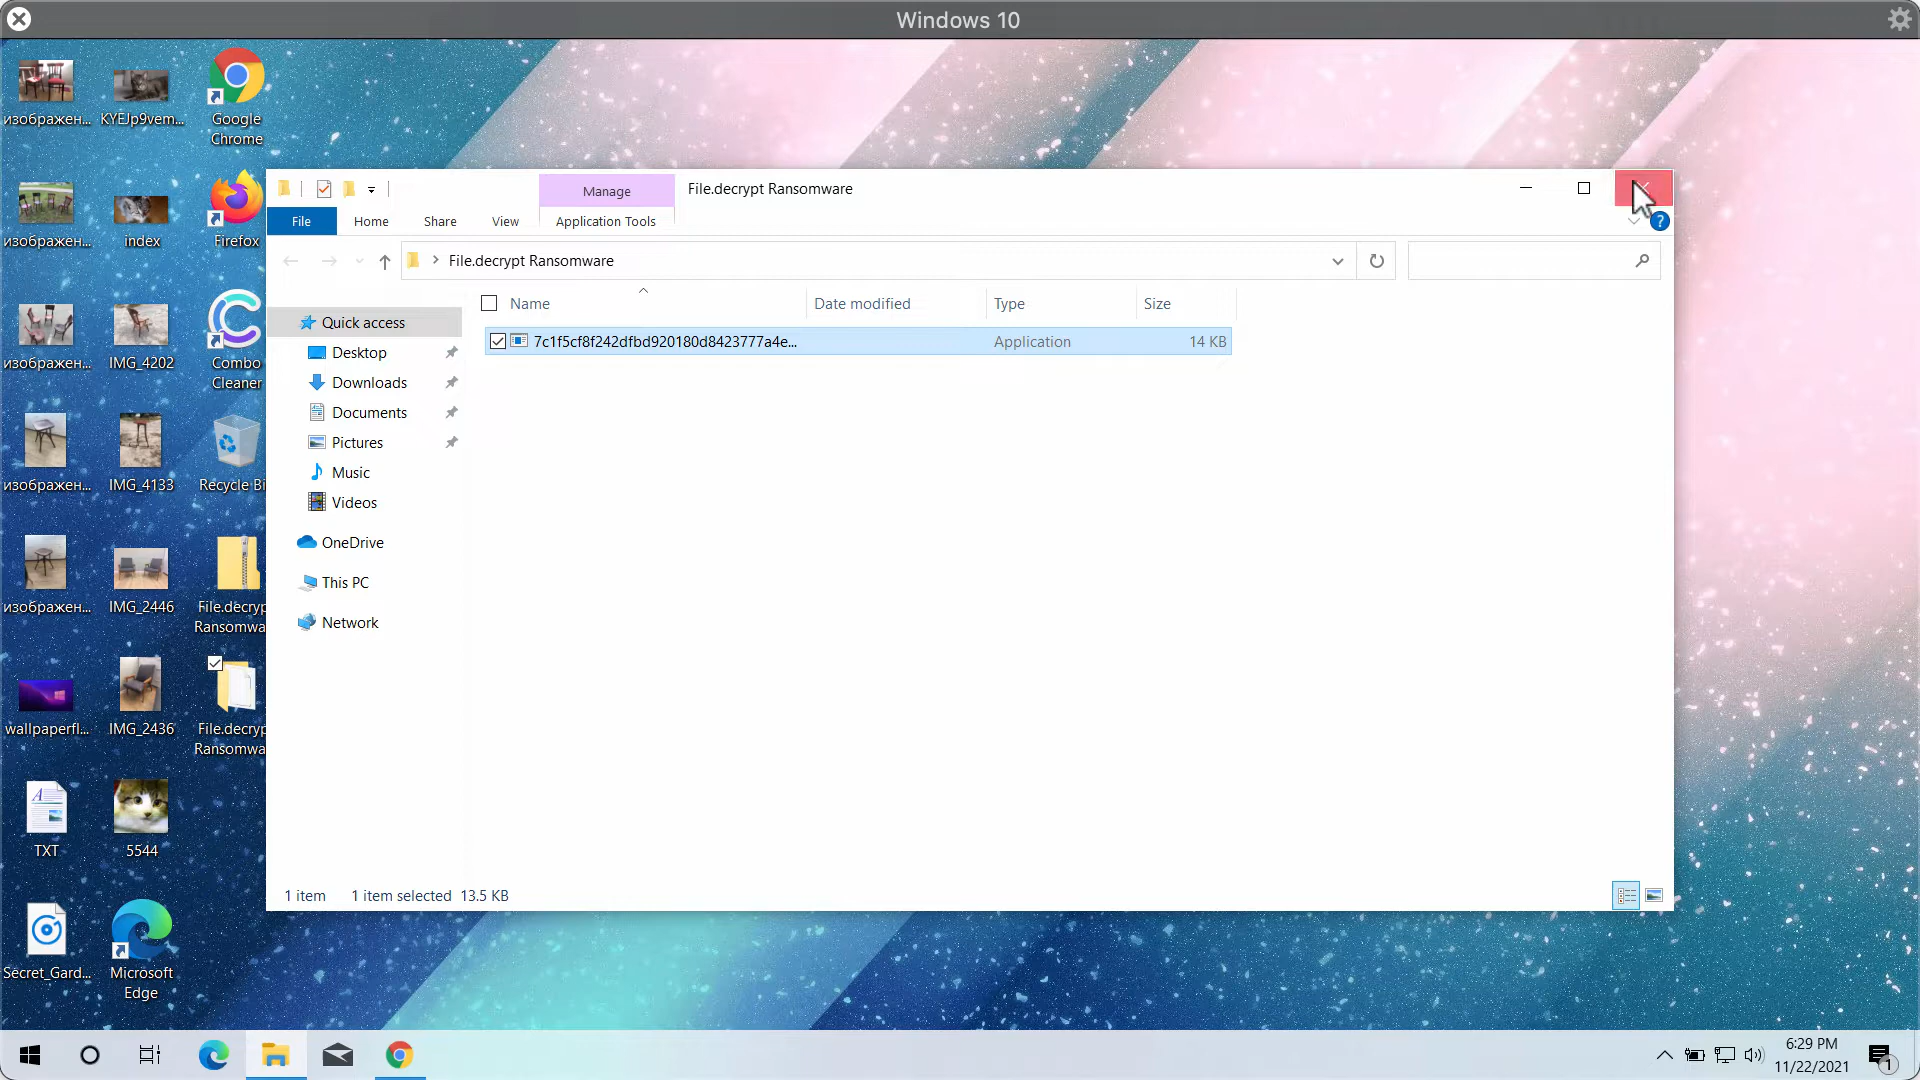 Windows 10
изображен...
KYEJp9vem...
Google
Chrome
изображен...
index
Firefox
изображен...
IMG_4202
Combo
Cleaner
изображен...
IMG_4133
Recycle Bi
изображен...
IMG_2446
File.decryp
Ransomwa
wallpaperfl...
IMG_2436
File.decryp
Ransomwa
TXT
5544
Secret_Gard...
Microsoft
Edge
Manage
File.decrypt Ransomware
File
Home
Share
View
Application Tools
?
File.decrypt Ransomware
Name
Date modified
Type
Size
7c1f5cf8f242dfbd920180d8423777a4e...
Application
14 KB
Quick access
Desktop
Downloads
Documents
Pictures
Music
Videos
OneDrive
This PC
Network
1 item
1 item selected 13.5 KB
6:29 PM
11/22/2021
1